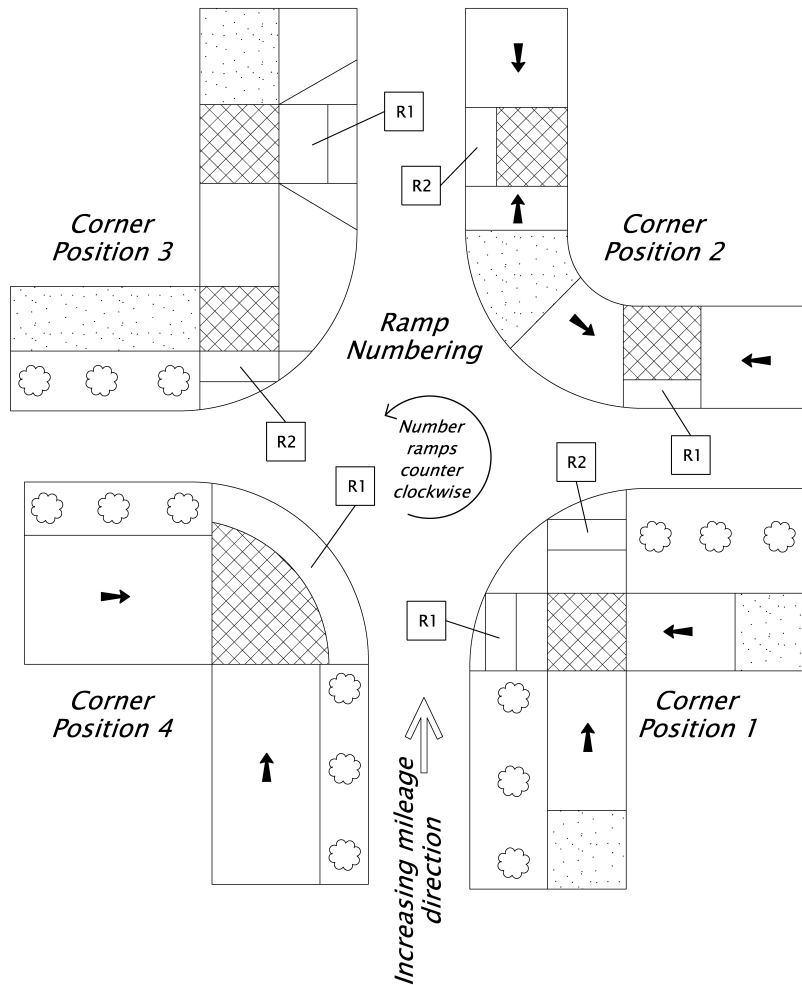 R1
R2
Corner
Position 3
Corner
Position 2
Ramp
Numbering
R2
R1
Number
ramps
counter
clockwise
R1
R2
R1
Corner
Position 4
Corner
Position 1
Increasing mileage
direction